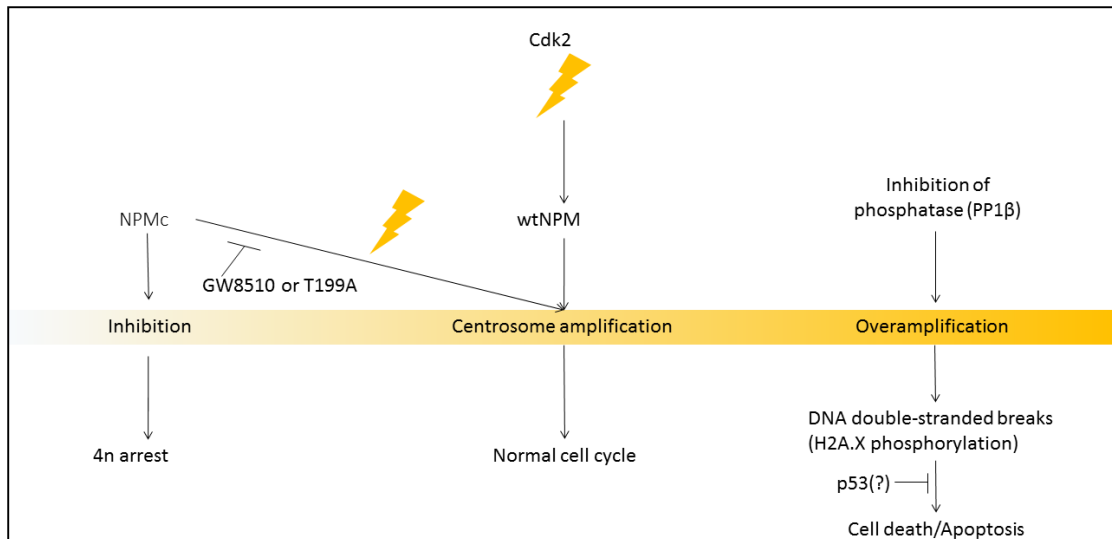 Cdk2
Inhibition of
phosphatase (PP1β)
NPMc
wtNPM
GW8510 or T199A
Inhibition
Centrosome amplification
Overamplification
DNA double-stranded breaks
(H2A.X phosphorylation)
4n arrest
Normal cell cycle
p53(?)
Cell death/Apoptosis